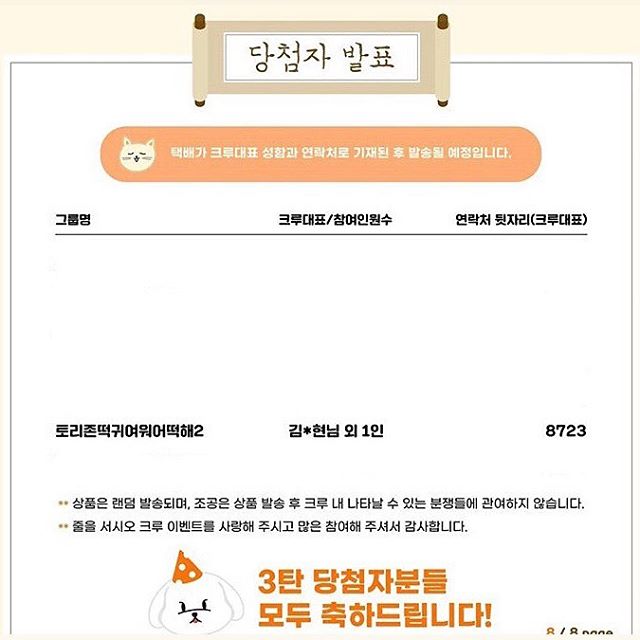 당첨자 발표
택배가 크루대표 성함과 연락처로 기재된 후 발송될 예정입니다.
그룹명 크루대표/참여인원수 연락처 뒷자리(크루대표)
토리존떡귀여워어떡해2 김*현님 외 1인 8723
** 상품은 랜덤 발송되며, 조공은 상품 발송 후 크루 내 나타날 수 있는 분쟁들에 관여하지 않습니다.
** 줄을 서시오 크루 이벤트를 사랑해 주시고 많은 참여해 주셔서 감사합니다.
3탄 당첨자분들
모두 축하드립니다!
8 / 8 page